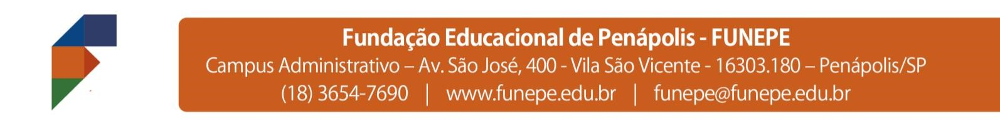 Fundação Educacional de Penápolis - FUNEPE
Campus Administrativo – Av. São José, 400 - Vila São Vicente - 16303.180 – Penápolis/SP
(18) 3654-7690 | www.funepe.edu.br | funepe@funepe.edu.br